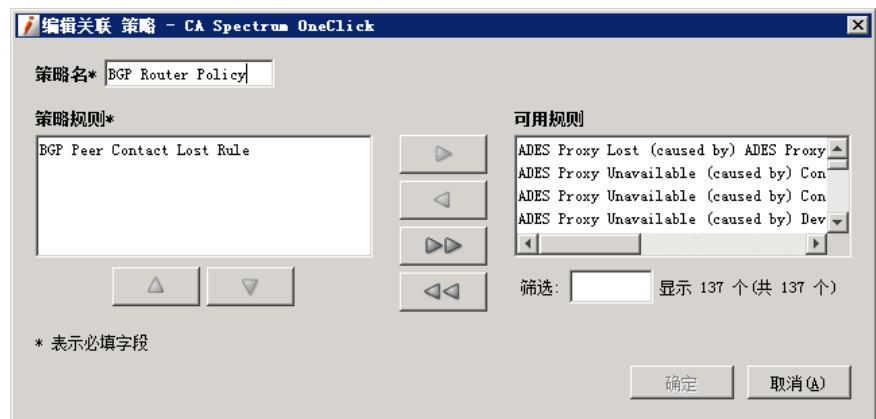 编辑关联 策略 - CA Spectrum OneClick
策略名* BGP Router Policy
策略规则*
BGP Peer Contact Lost Rule
可用规则
ADES Proxy Lost (caused by) ADES Proxy
ADES Proxy Unavailable (caused by) Con
ADES Proxy Unavailable (caused by) Con
ADES Proxy Unavailable (caused by) Dev
筛选: 显示 137 个(共 137 个)
* 表示必填字段
确定 取消(A)